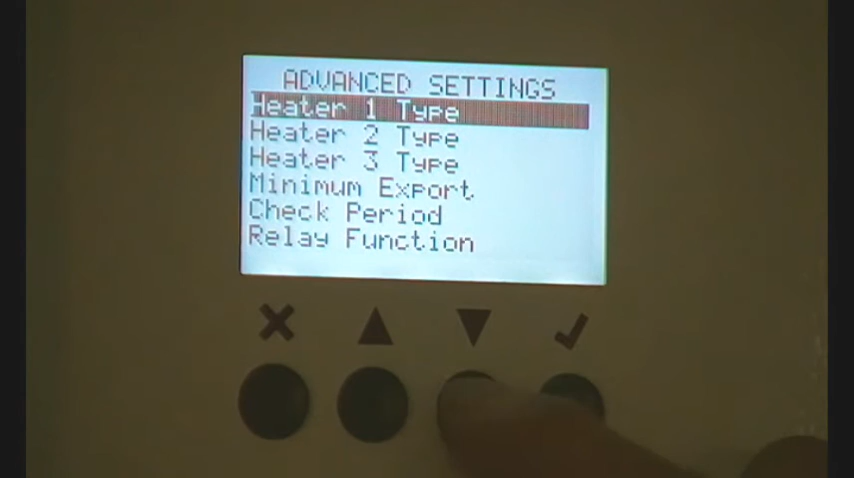 ADVANCED SETTINGS
Heater 1 Type
Heater 2 Type
Heater 3 Type
Minimum Export
Check Period
Relay Function